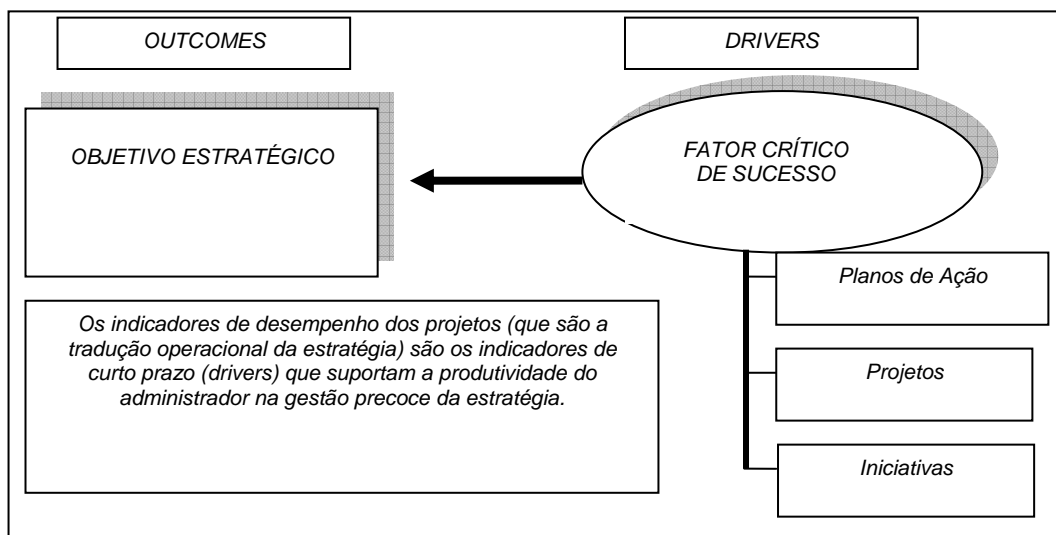 OUTCOMES
DRIVERS
OBJETIVO ESTRATÉGICO
FATOR CRÍTICO
DE SUCESSO
Os indicadores de desempenho dos projetos (que são a
tradução operacional da estratégia) são os indicadores de
curto prazo (drivers) que suportam a produtividade do
administrador na gestão precoce da estratégia.
Planos de Ação
Projetos
Iniciativas